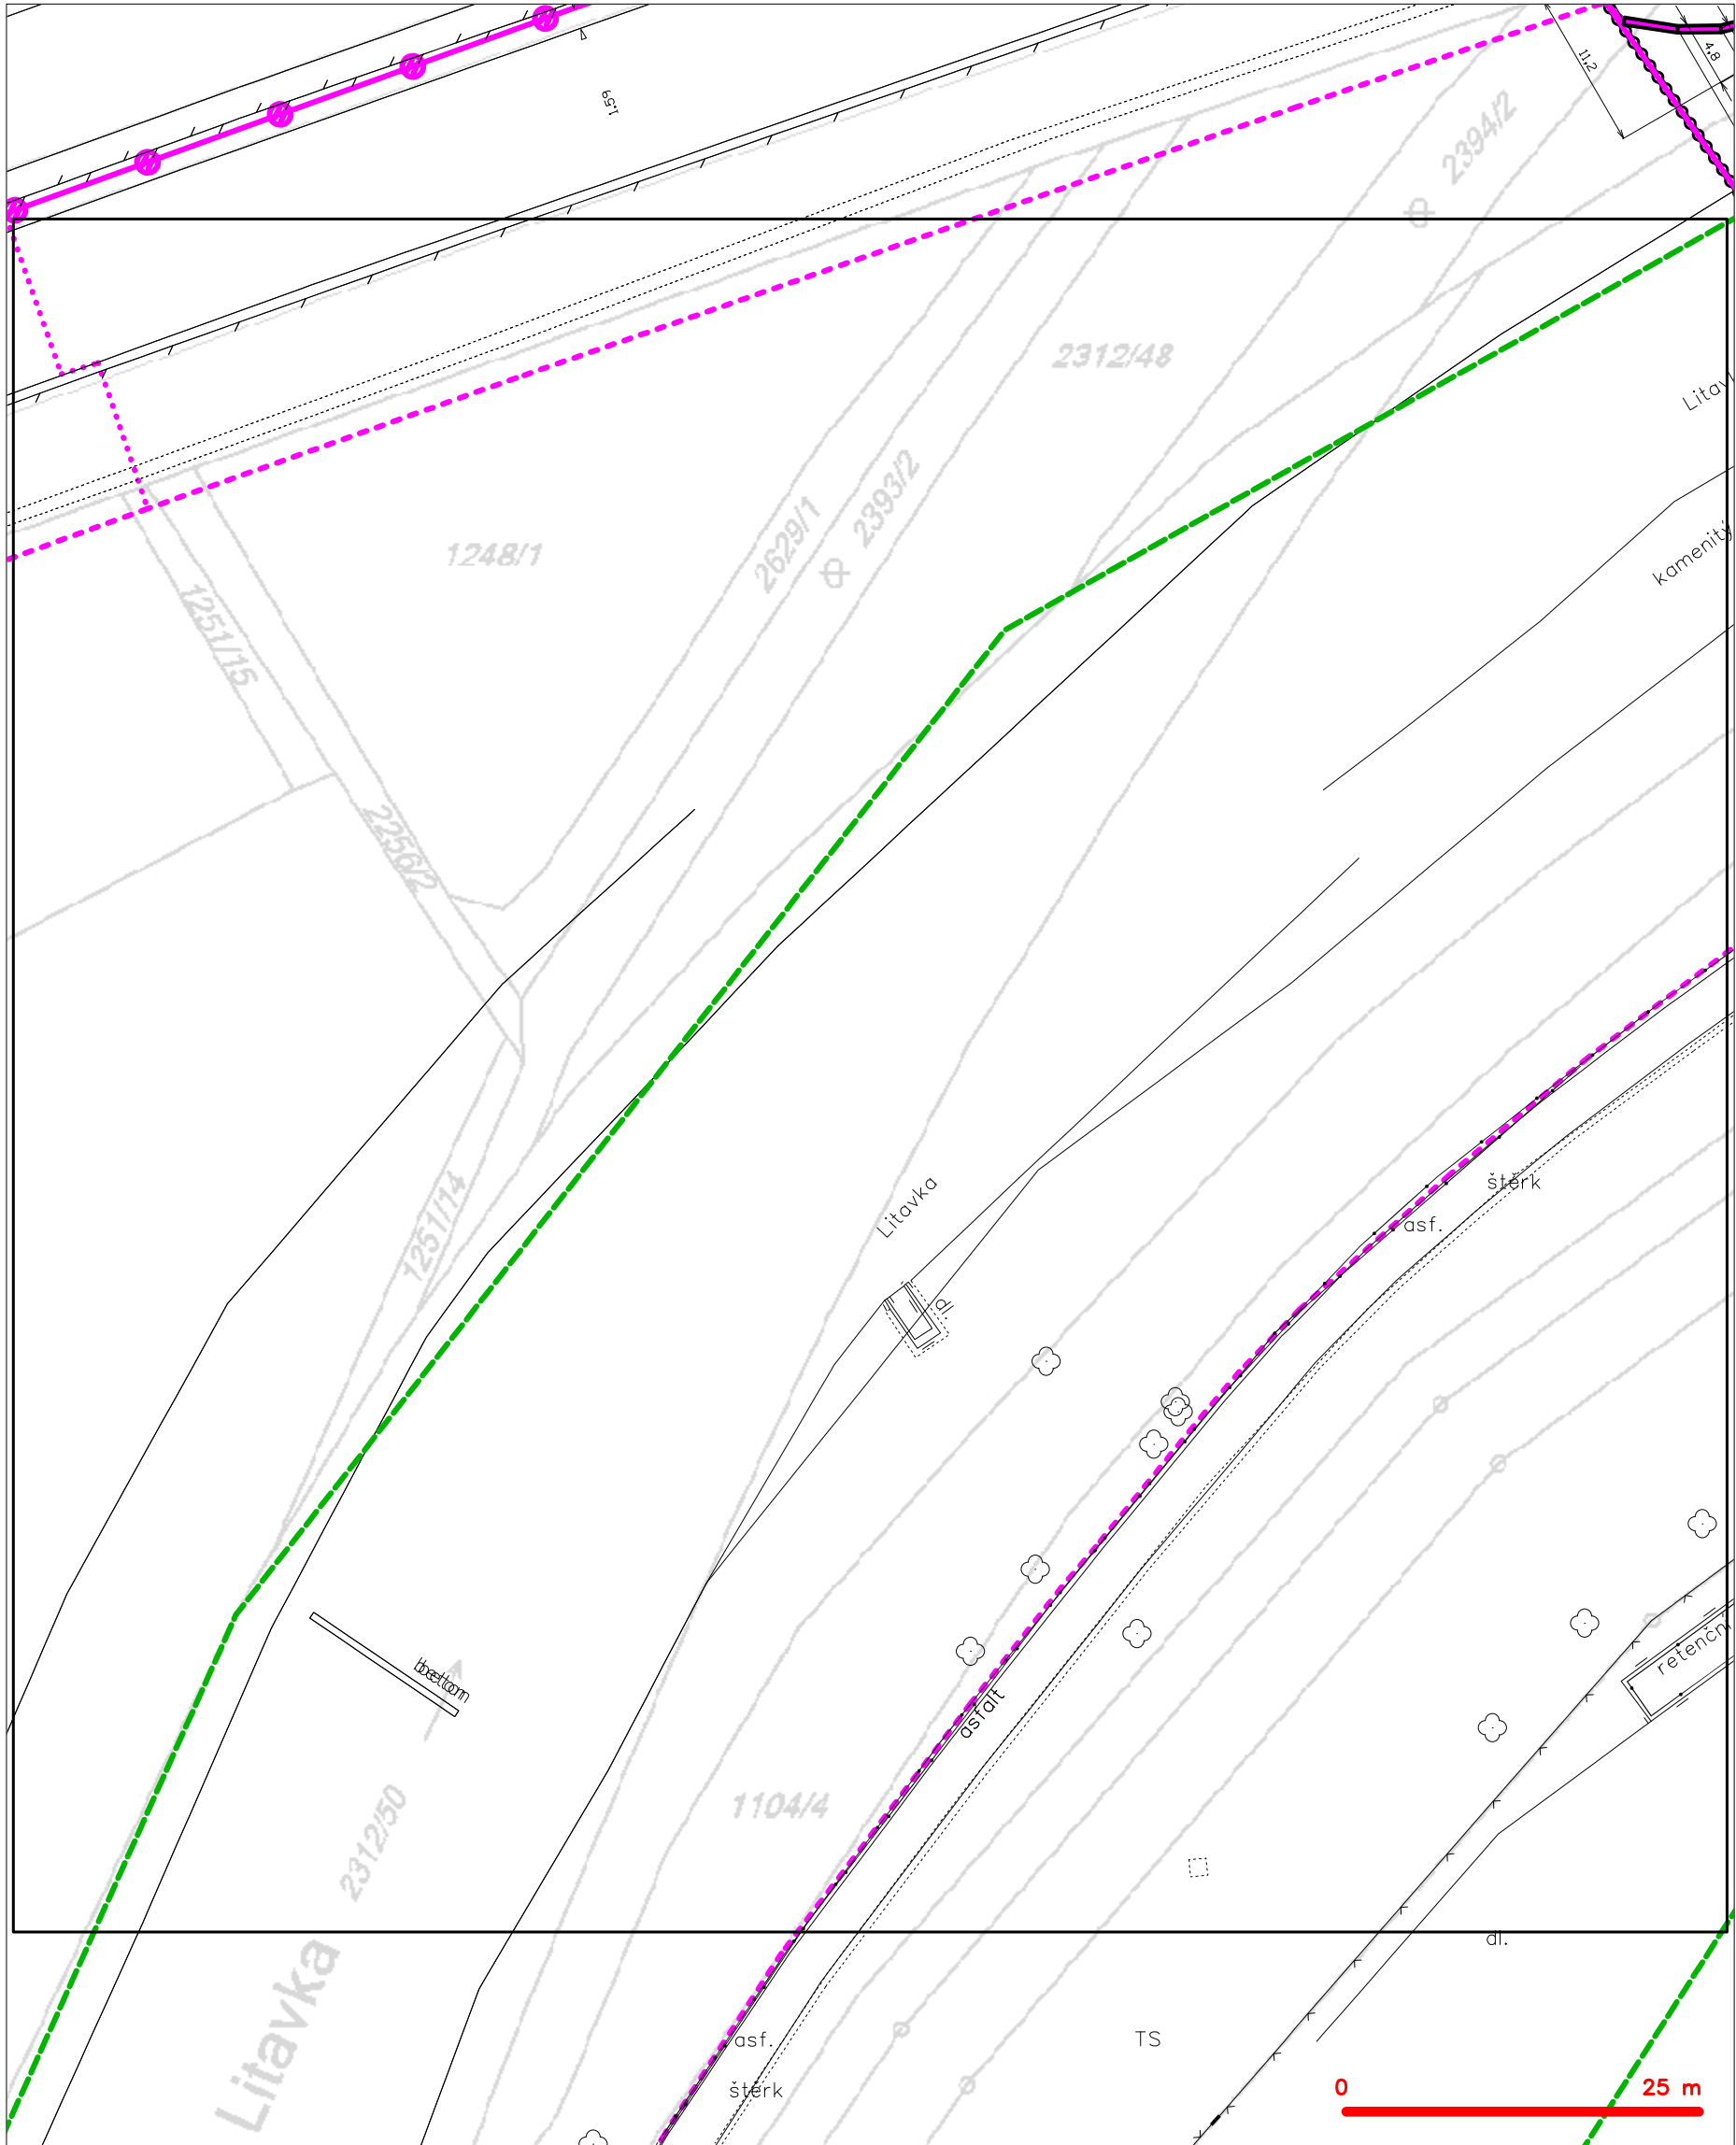 11,2
4,8
1:59
2394/2
2312/48
Litav
2393/2
2629/1
1248/1
kamenitý
1251/15
2256/2
štěrk
1251/14
Litavka
asf.
dl.
beton
retenčn
asfalt
1104/4
2312/50
dl.
Litavka
asf.
TS
štěrk
0
25 m